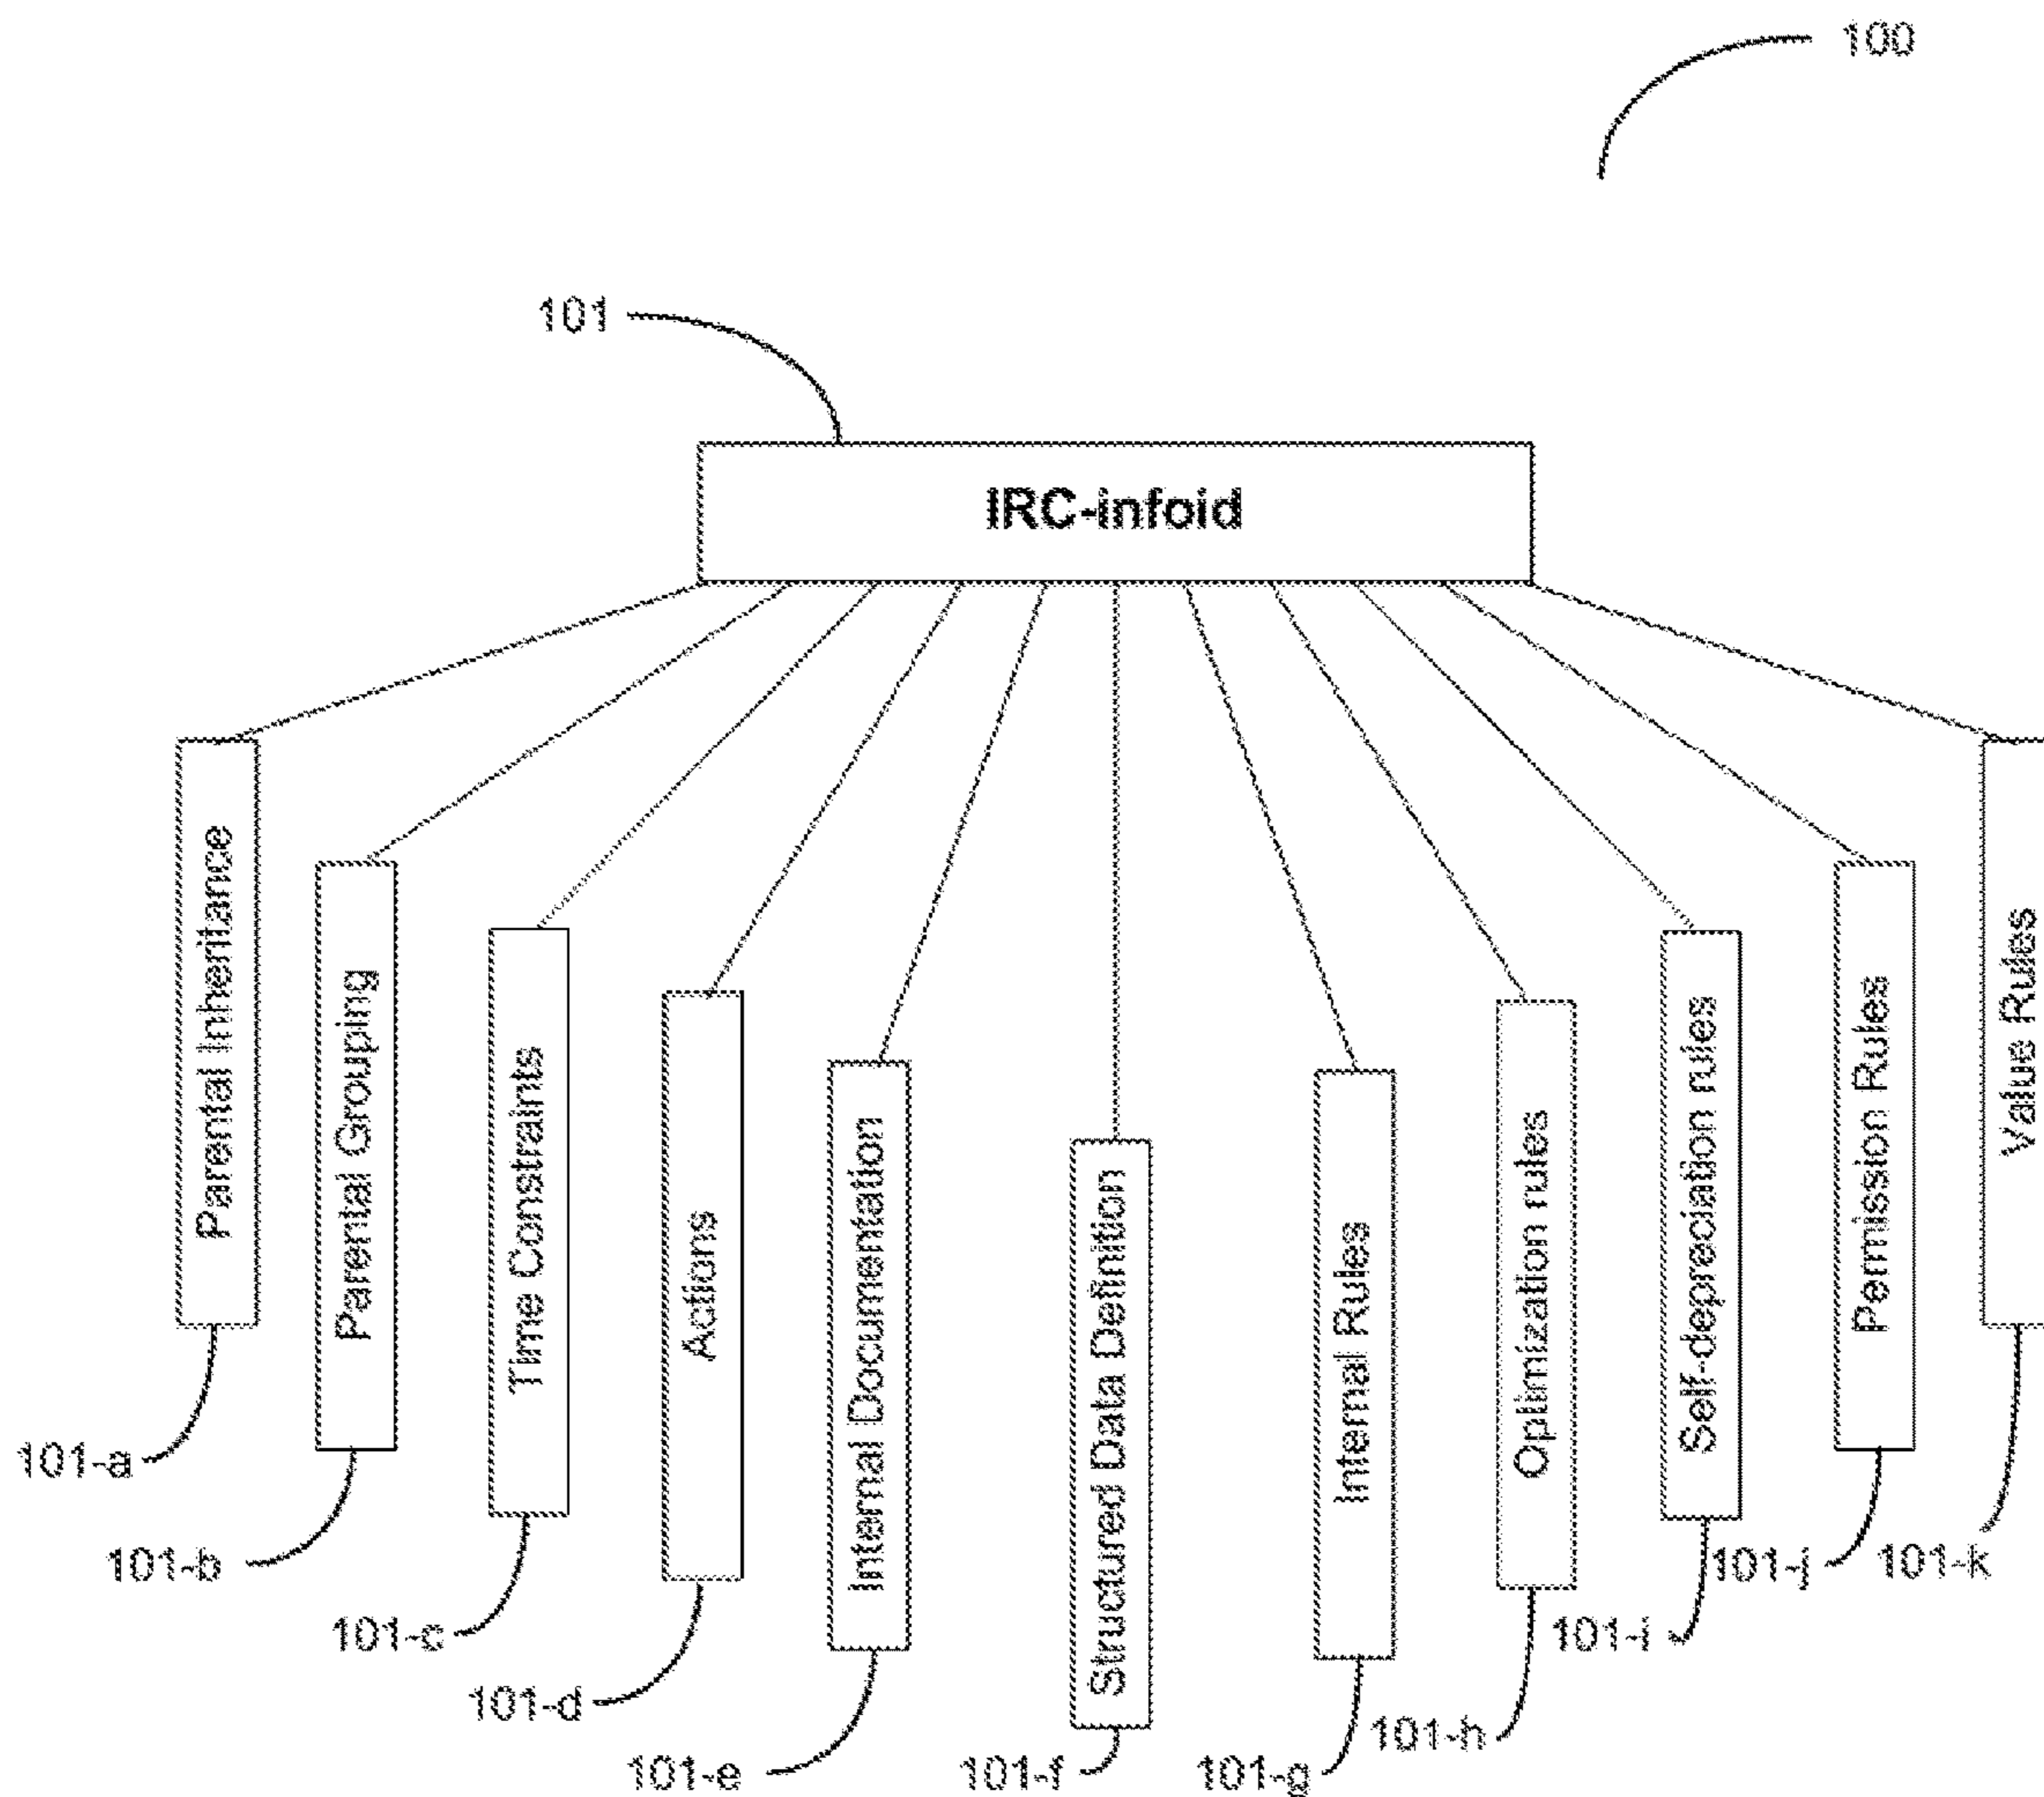 100
101
IRC-infoid
Parental Inheritance
Parental Grouping
Time Constraints
Actions
Internal Documentation
Structured Data Definition
Internal Rules
Optimization rules
Self-depreciation rules
Permission Rules
Value Rules
101-a
101-b
101-c
101-d
101-e
101-f
101-g
101-h
101-i
101-j
101-k